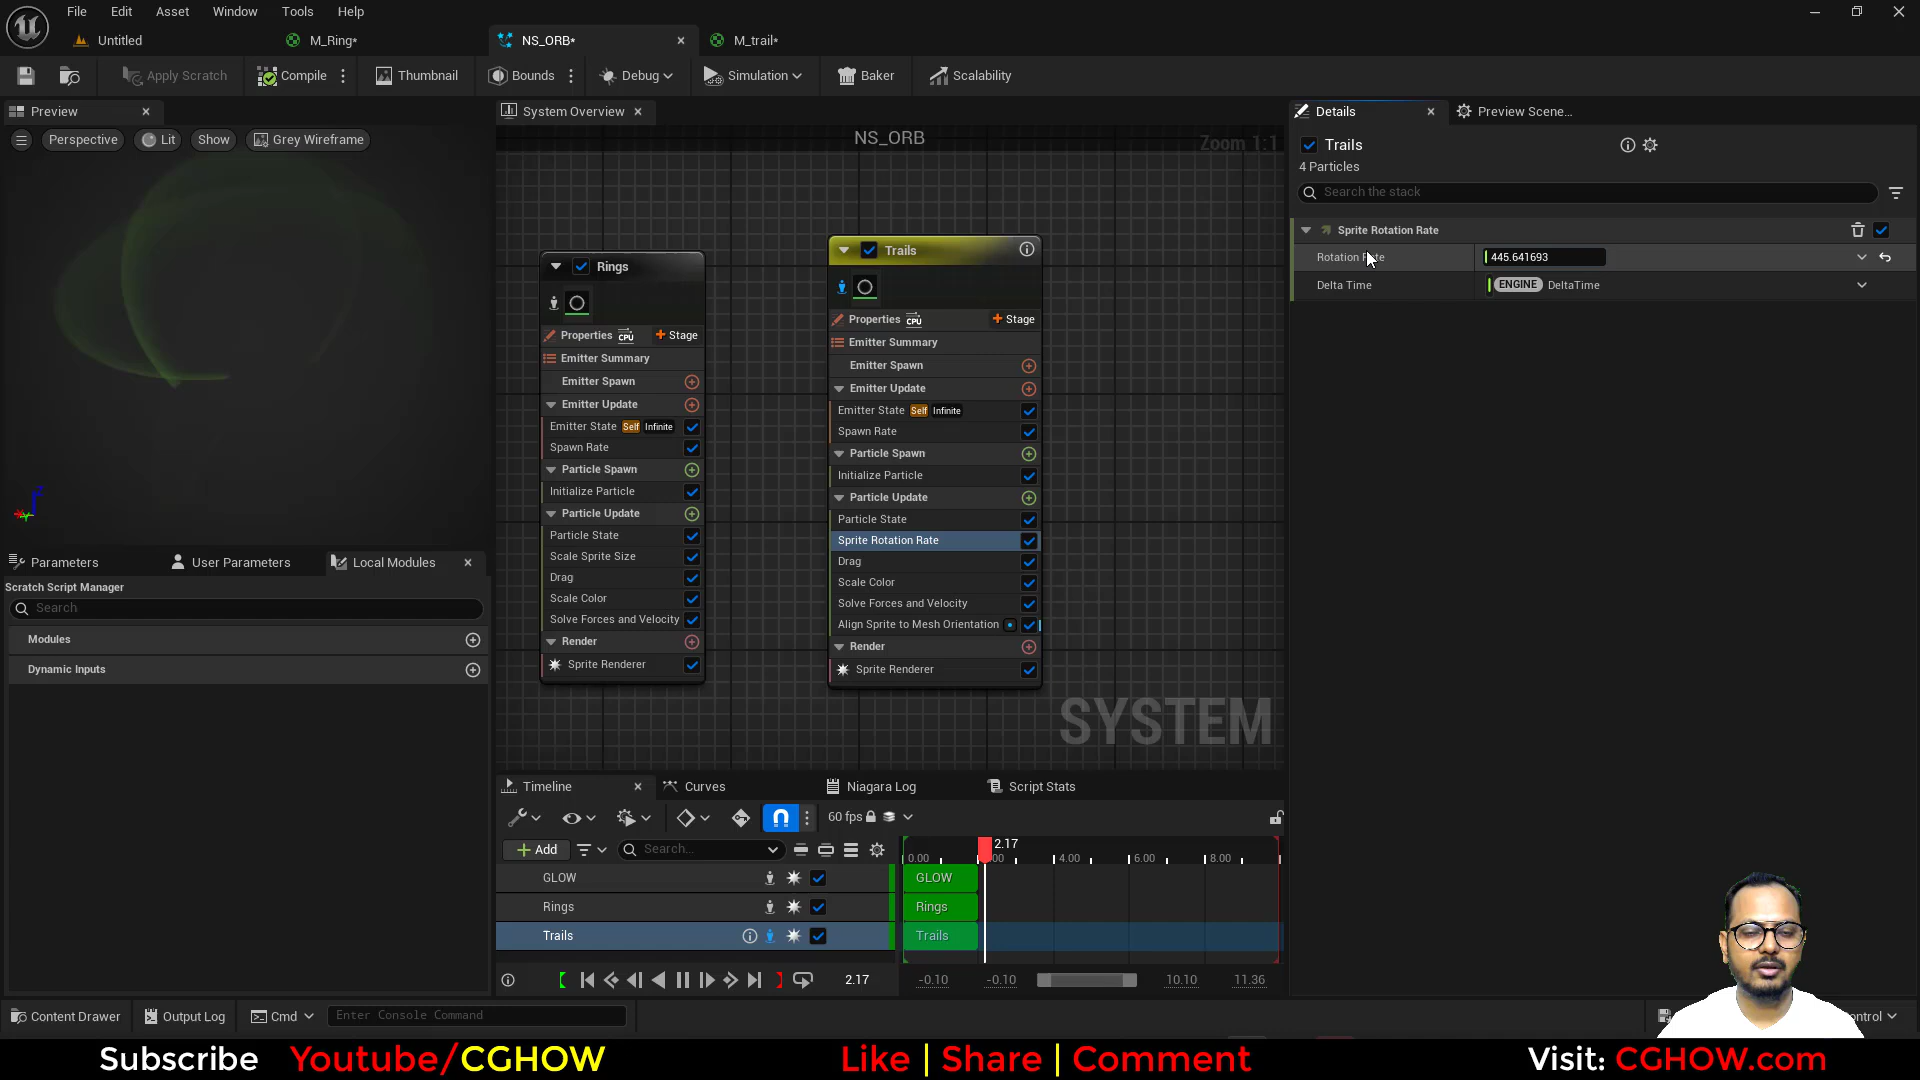 File Edit Asset Window Tools Help
Untitled M_Ring* NS_ORB* M_trail*
Apply Scratch Compile Thumbnail Bounds Debug Simulation Baker Scalability
Preview System Overview Details Preview Scene...
Perspective Lit Show Grey Wireframe
NS_ORB
Zoom 1:1
Trails
4 Particles
Search the stack
Sprite Rotation Rate
Rotation 445.641693
Delta Time ENGINE DeltaTime
Rings
Properties CPU Stage
Emitter Summary
Emitter Spawn
Emitter Update
Emitter State Self Infinite
Spawn Rate
Particle Spawn
Initialize Particle
Particle Update
Particle State
Scale Sprite Size
Drag
Scale Color
Solve Forces and Velocity
Render
Sprite Renderer
Trails
Properties CPU Stage
Emitter Summary
Emitter Spawn
Emitter Update
Emitter State Self Infinite
Spawn Rate
Particle Spawn
Initialize Particle
Particle Update
Particle State
Sprite Rotation Rate
Drag
Scale Color
Solve Forces and Velocity
Align Sprite to Mesh Orientation
Render
Sprite Renderer
SYSTEM
Parameters User Parameters Local Modules
Scratch Script Manager
Search
Modules
Dynamic Inputs
Timeline Curves Niagara Log Script Stats
60 fps
Add Search...
2.17
0.00 4.00 6.00 8.00
GLOW GLOW
Rings Rings
Trails Trails
2.17 -0.10 -0.10 10.10 11.36
Content Drawer Output Log Cmd Enter Console Command
Subscribe Youtube/CGHOW Like | Share | Comment Visit: CGHOW.com